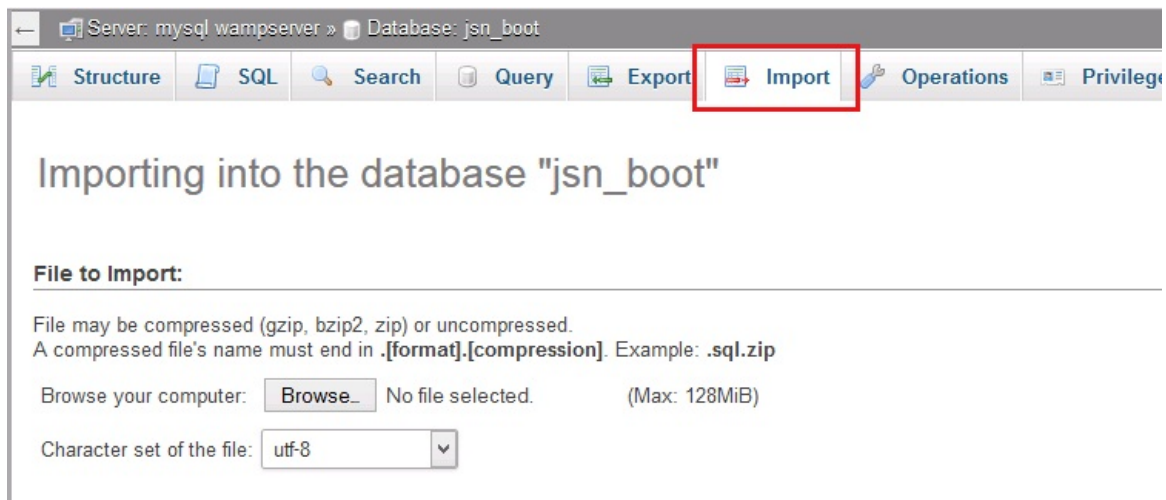 Server: mysql wampserver » Database: jsn_boot
Structure SQL Search Query Export Import Operations Privilege
Importing into the database "jsn_boot"
File to Import:
File may be compressed (gzip, bzip2, zip) or uncompressed.
A compressed file's name must end in .[format].[compression]. Example: .sql.zip
Browse your computer: Browse_ No file selected. (Max: 128MiB)
Character set of the file: utf-8